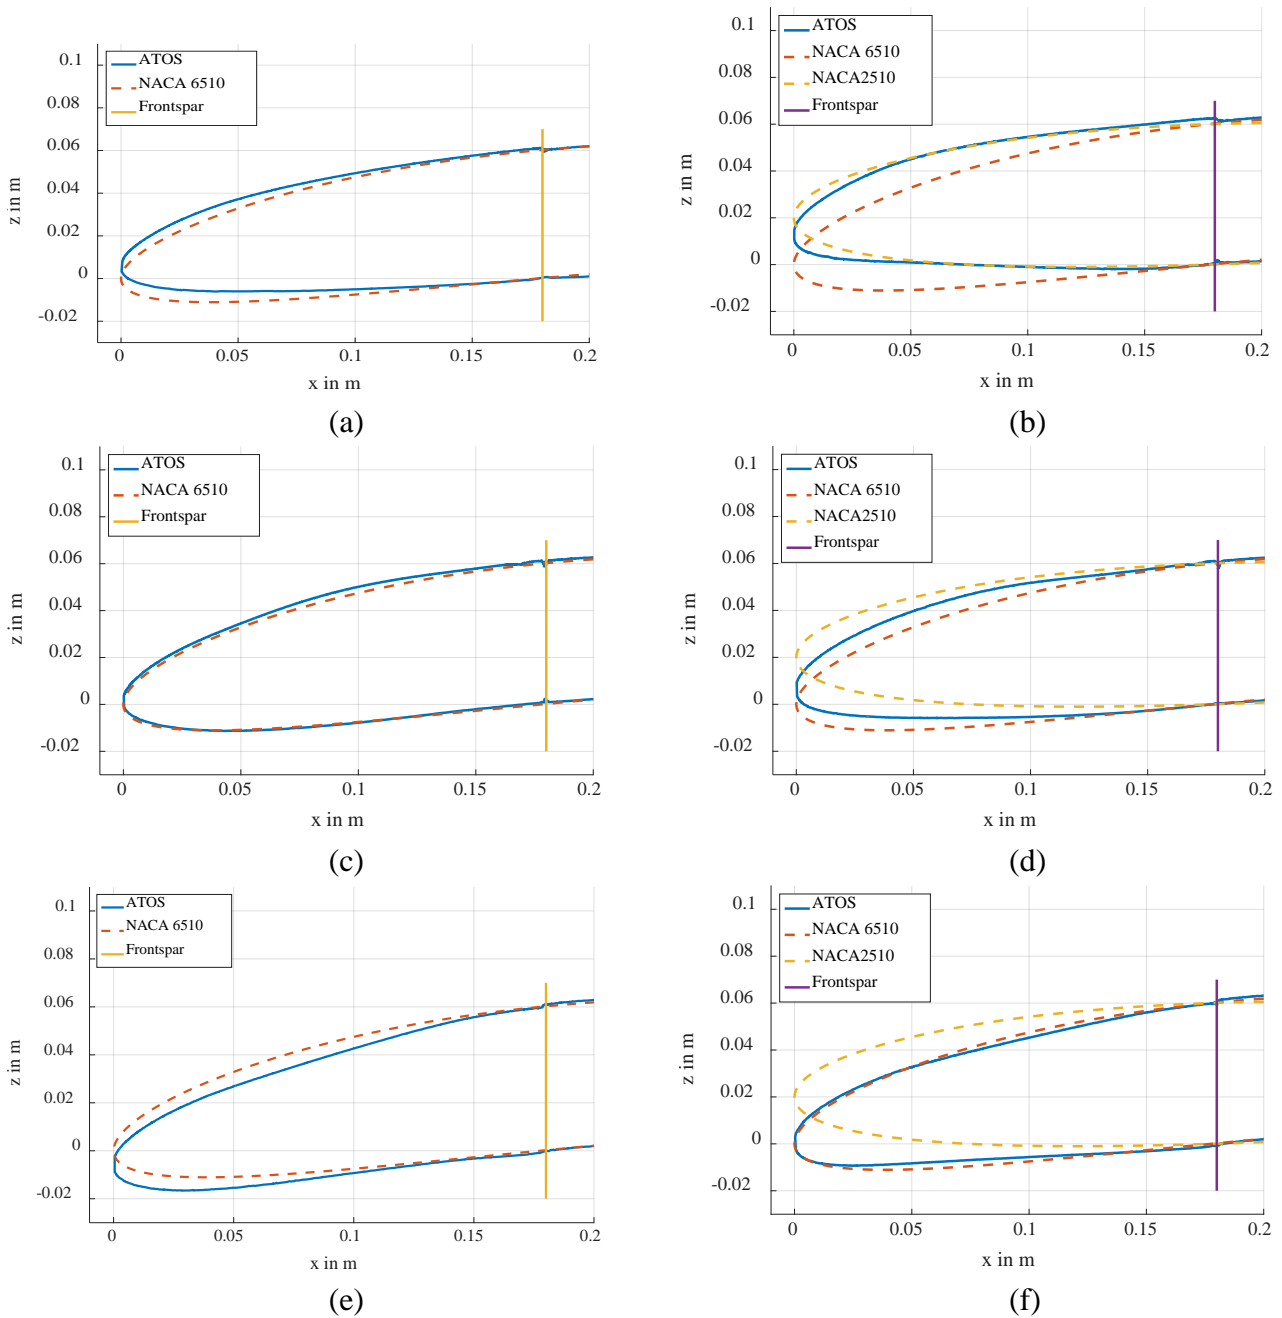 ATOS
NACA 6510
Frontspar
0.1
0.08
0.06
0.04
0.02
0
-0.02
z in m
0
0.05
0.1
0.15
0.2
x in m
(a)
ATOS
NACA 6510
NACA2510
Frontspar
0.1
0.08
0.06
0.04
0.02
0
-0.02
z in m
0
0.05
0.1
0.15
0.2
x in m
(b)
ATOS
NACA 6510
Frontspar
0.1
0.08
0.06
0.04
0.02
0
-0.02
z in m
0
0.05
0.1
0.15
0.2
x in m
(c)
ATOS
NACA 6510
NACA2510
Frontspar
0.1
0.08
0.06
0.04
0.02
0
-0.02
z in m
0
0.05
0.1
0.15
0.2
x in m
(d)
ATOS
NACA 6510
Frontspar
0.1
0.08
0.06
0.04
0.02
0
-0.02
z in m
0
0.05
0.1
0.15
0.2
x in m
(e)
ATOS
NACA 6510
NACA2510
Frontspar
0.1
0.08
0.06
0.04
0.02
0
-0.02
z in m
0
0.05
0.1
0.15
0.2
x in m
(f)